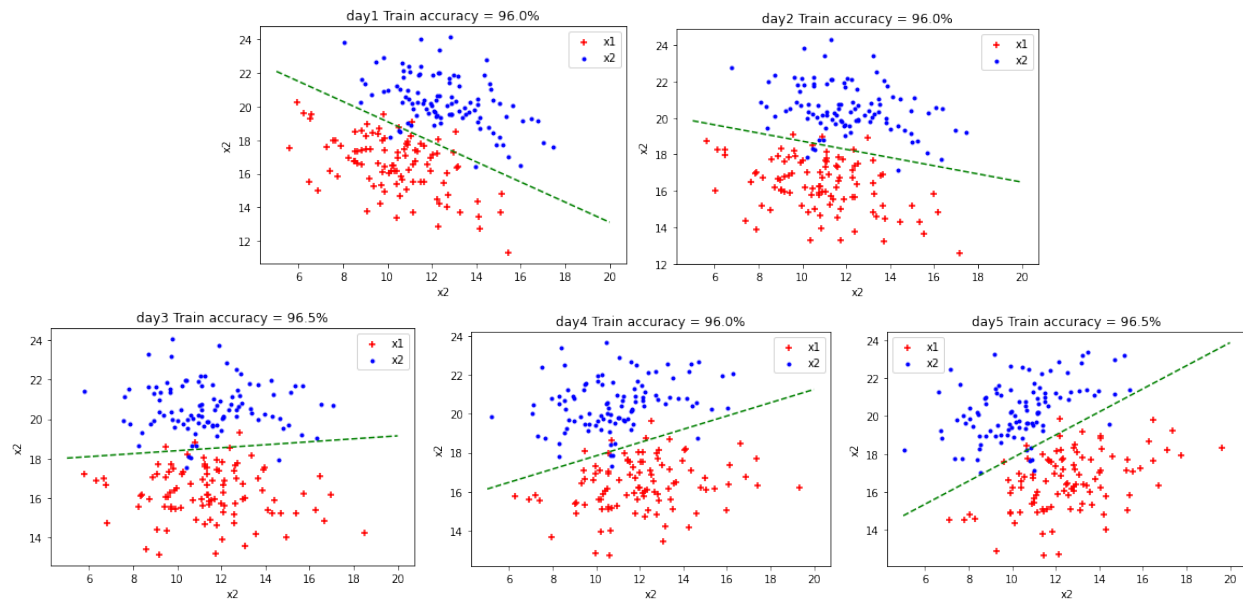 day1 Train accuracy = 96.0%
24
22
20
18
16
14
12
x2
x1
x2
6 8 10 12 14 16 18 20
x2
day2 Train accuracy = 96.0%
24
22
20
18
16
14
12
x2
x1
x2
6 8 10 12 14 16 18 20
x2
day3 Train accuracy = 96.5%
24
22
20
18
16
14
x2
x1
x2
6 8 10 12 14 16 18 20
x2
day4 Train accuracy = 96.0%
24
22
20
18
16
14
x2
x1
x2
6 8 10 12 14 16 18 20
x2
day5 Train accuracy = 96.5%
24
22
20
18
16
14
x2
x1
x2
6 8 10 12 14 16 18 20
x2